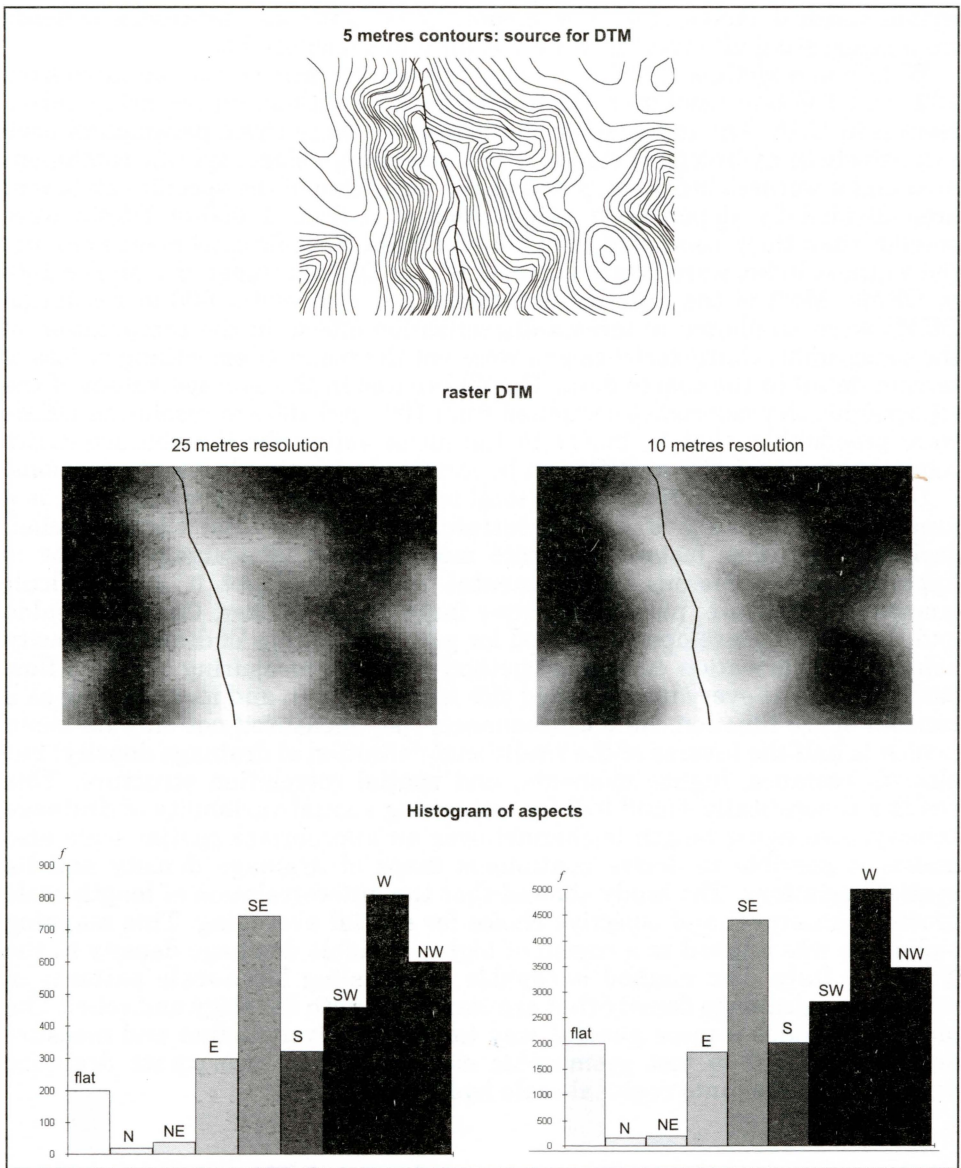 5 metres contours: source for DTM
raster DTM
25 metres resolution
10 metres resolution
Histogram of aspects
f
900
800
700
600
500
400
300
200
100
0
flat
N
NE
E
SE
S
SW
W
NW
f
5000
4500
4000
3500
3000
2500
2000
1500
1000
500
0
flat
N
NE
E
SE
S
SW
W
NW